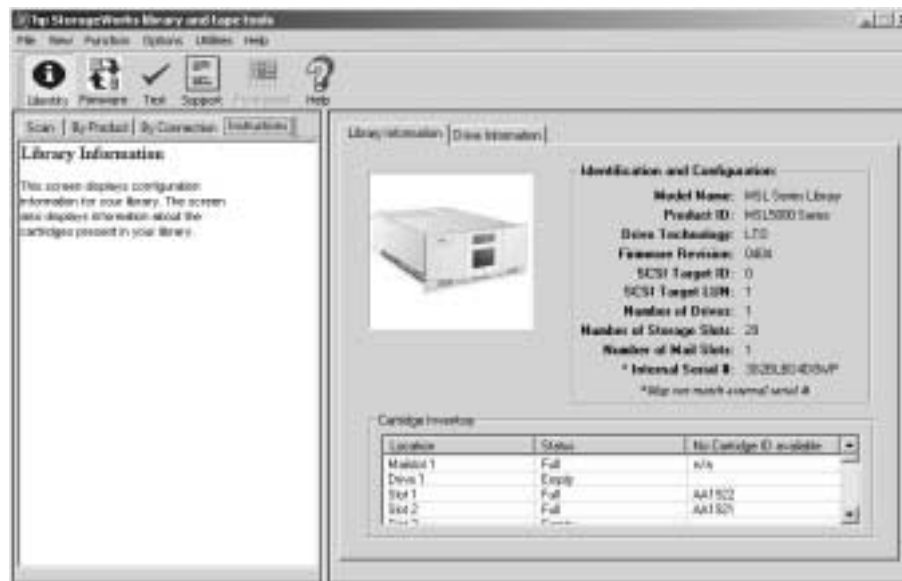 hp StorageWorks library and tape tools
File View Function Options Utilities Help
Identity Firmware Test Support Help
Scan By Product By Connection Instructions
Library Information
This screen displays configuration
information for your library. The screen
also displays information about the
cartridges present in your library.
Library Information Drive Information
Identification and Configuration:
Model Name: MSL Series Library
Product ID: MSL5000 Series
Drive Technology: LTO
Firmware Revision:
SCSI Target ID: 0
SCSI Target LUN: 1
Number of Drives: 1
Number of Storage Slots:
Number of Mail Slots: 1
* Internal Serial #:
*May not match external serial #
Cartridge Inventory
Location Status No Cartridge ID available
Mailslot 1 Full n/a
Drive 1 Empty
Slot 1 Full AA1922
Slot 2 Full AA1921